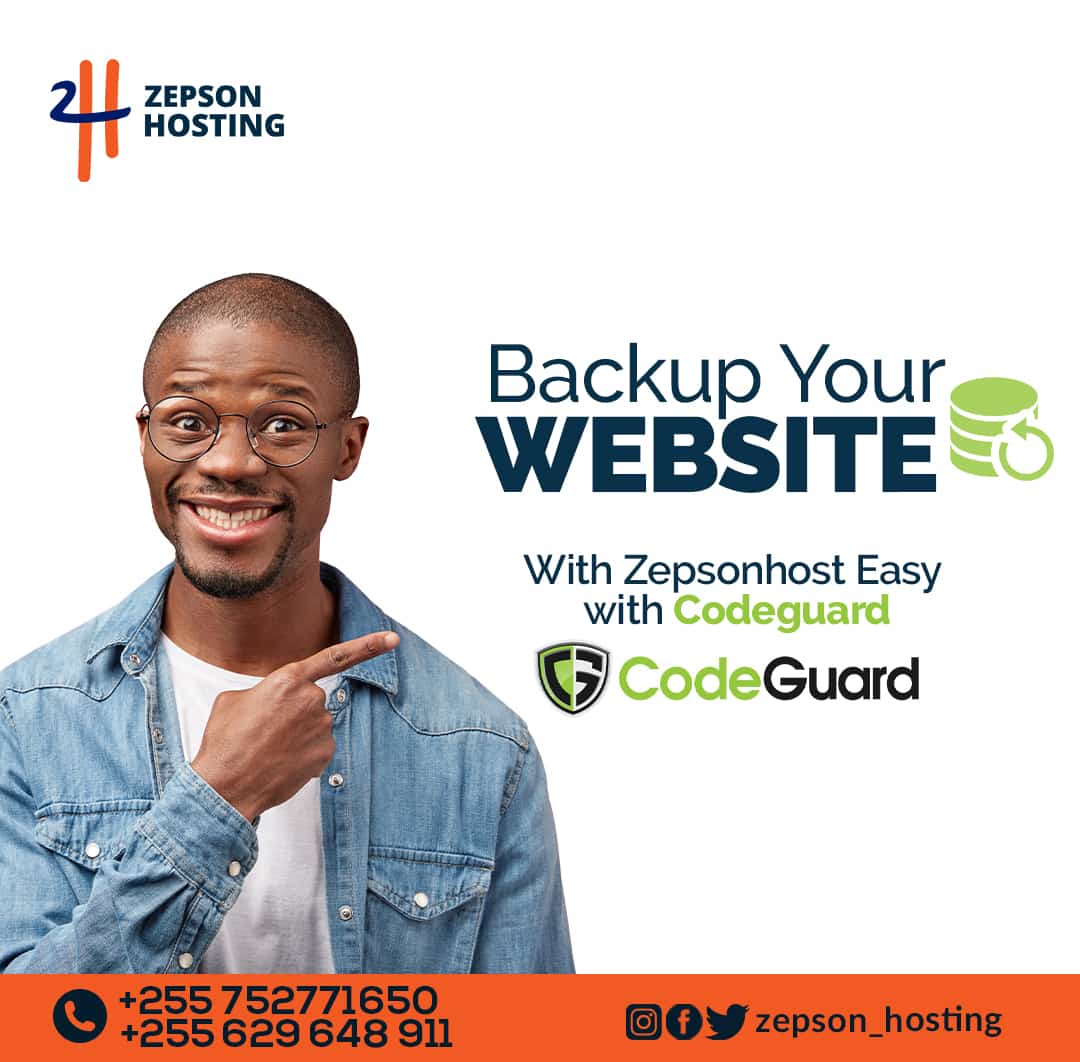 ZEPSON
HOSTING
Backup Your
WEBSITE
With Zepsonhost Easy
with Codeguard
CodeGuard
+255 752771650
+255 629 648 911
zepson_hosting